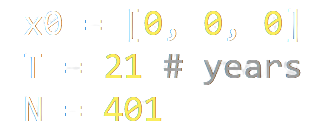 x0 = [0, 0, 0]
T = 21 # years
N = 401